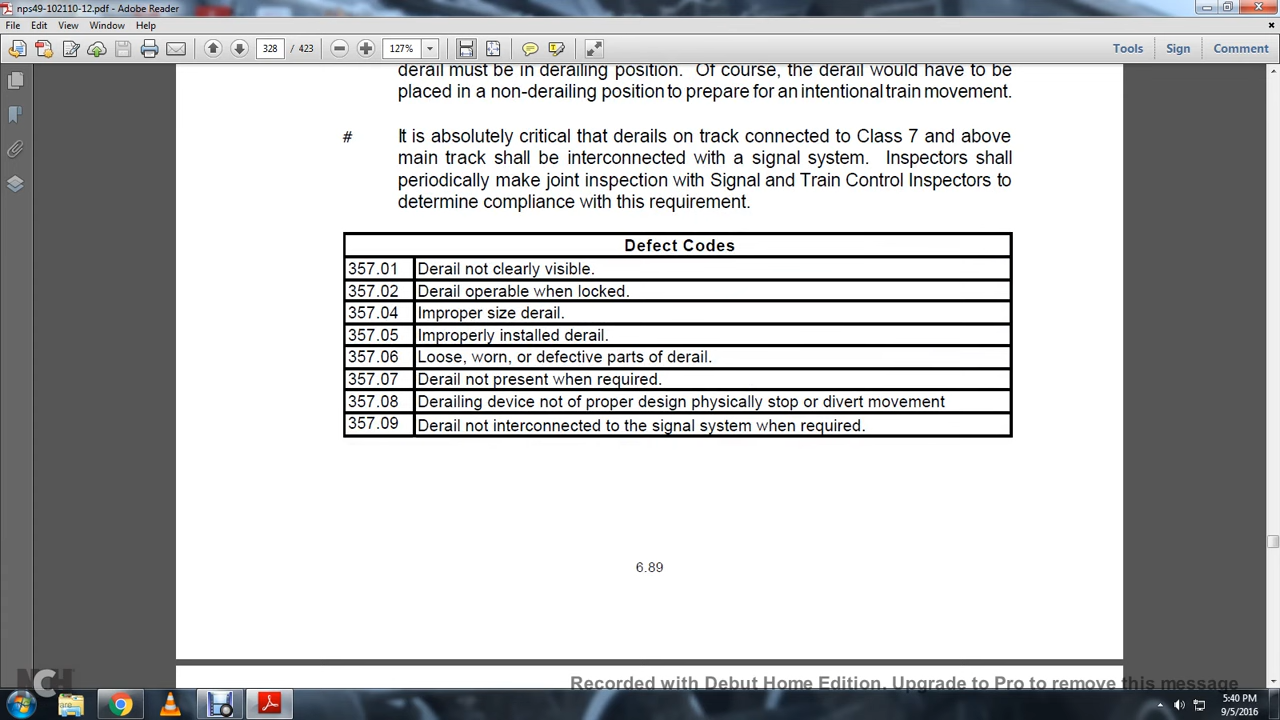 nps49-102110-12.pdf - Adobe Reader
File Edit View Window Help
328 / 423 127% Tools Sign Comment
derail must be in derailing position. Of course, the derail would have to be
placed in a non-derailing position to prepare for an intentional train movement.
# It is absolutely critical that derails on track connected to Class 7 and above
main track shall be interconnected with a signal system. Inspectors shall
periodically make joint inspection with Signal and Train Control Inspectors to
determine compliance with this requirement.
Defect Codes
357.01 Derail not clearly visible.
357.02 Derail operable when locked.
357.04 Improper size derail.
357.05 Improperly installed derail.
357.06 Loose, worn, or defective parts of derail.
357.07 Derail not present when required.
357.08 Derailing device not of proper design physically stop or divert movement
357.09 Derail not interconnected to the signal system when required.
6.89
NCH
Recorded with Debut Home Edition. Upgrade to Pro to remove this message
5:40 PM
9/5/2016